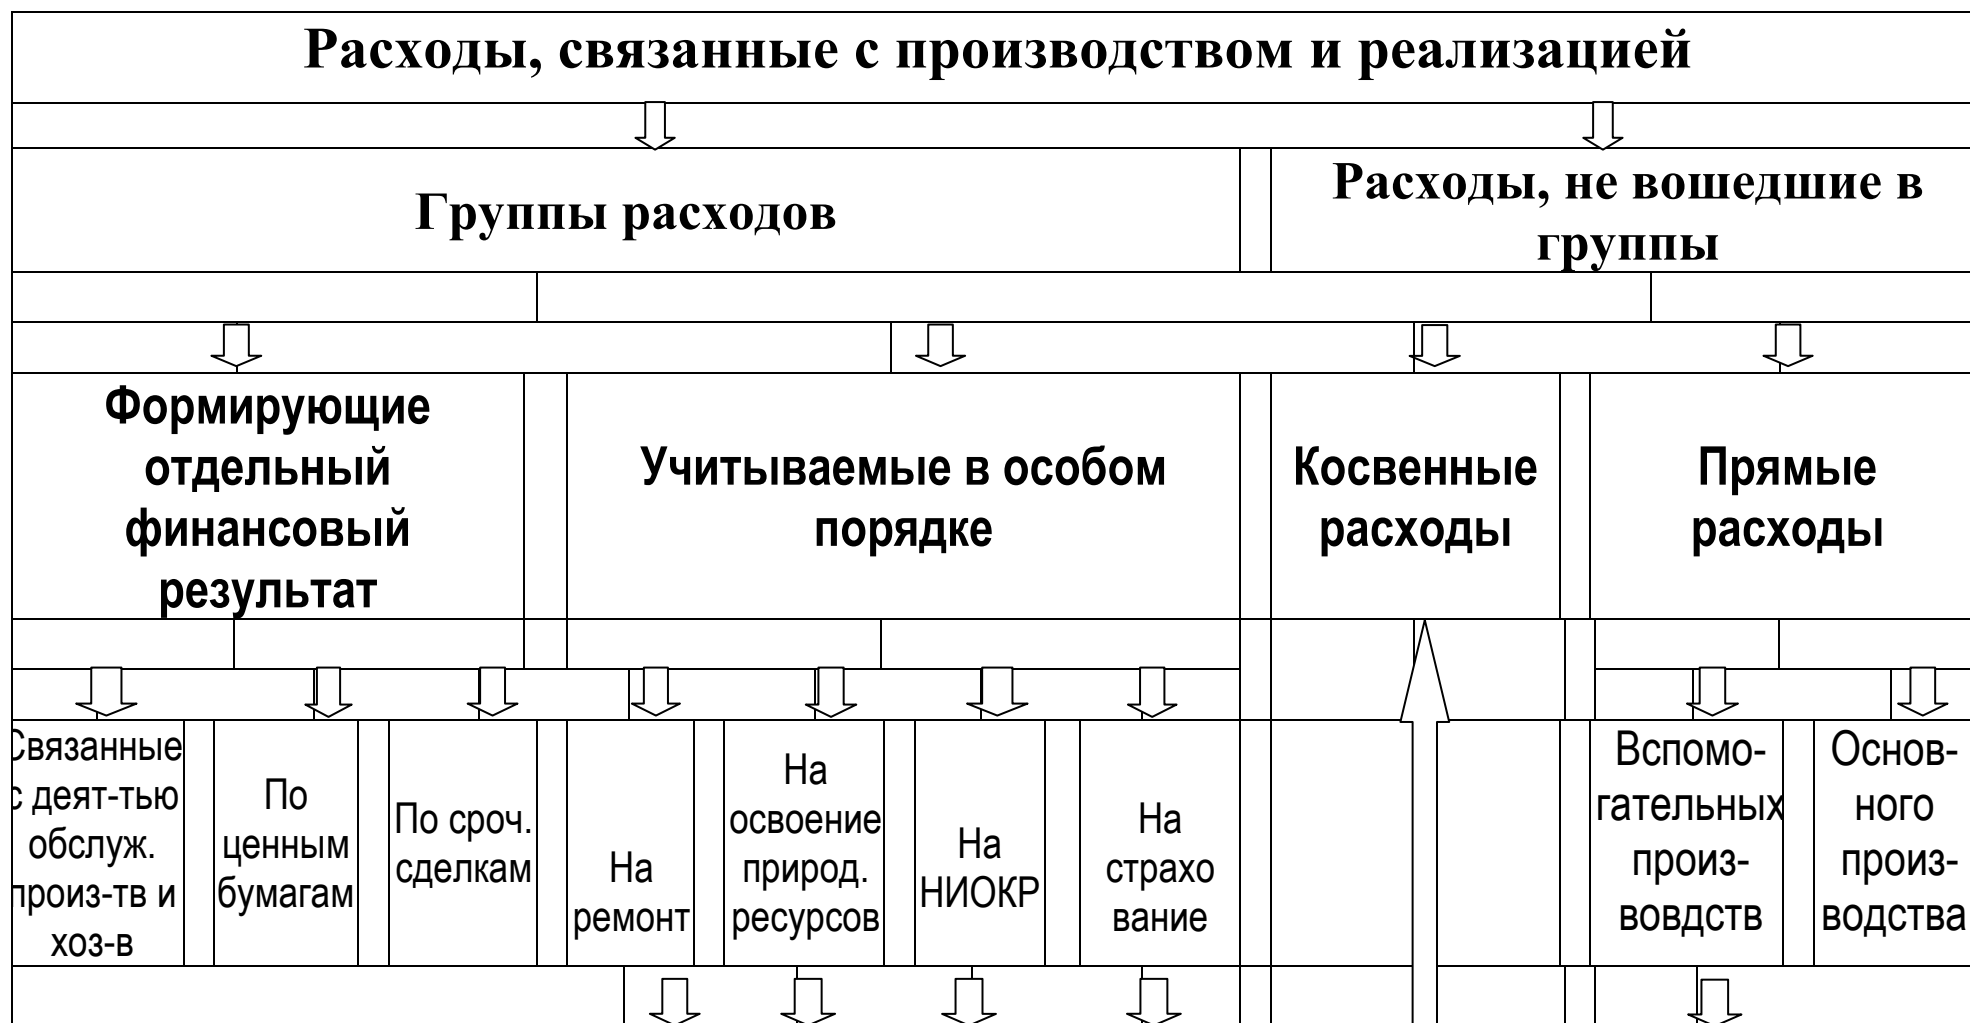 Расходы, связанные с производством и реализацией
Группы расходов
Расходы, не вошедшие в
группы
Формирующие
отдельный
финансовый
результат
Учитываемые в особом
порядке
Косвенные
расходы
Прямые
расходы
Связанные
с деят-тью
обслуж.
произ-тв и
хоз-в
По
ценным
бумагам
По сроч.
сделкам
На
ремонт
На
освоение
природ.
ресурсов
На
НИОКР
На
страхо
вание
Вспомо-
гательных
произ-
вовдств
Основ-
ного
произ-
водства